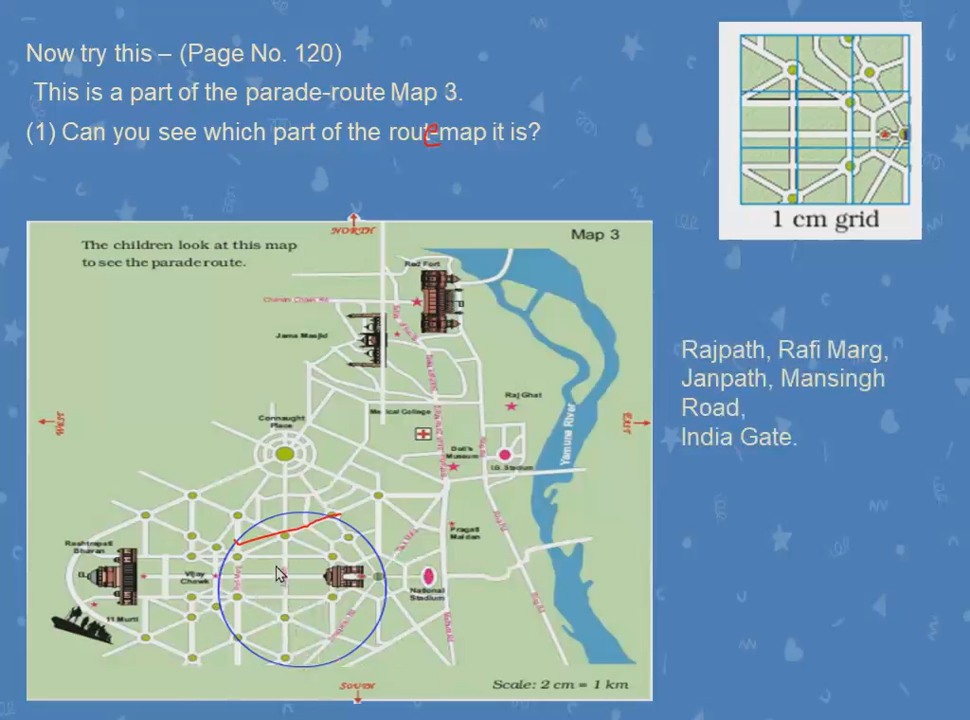 Now try this – (Page No. 120)
This is a part of the parade-route Map 3.
(1) Can you see which part of the route map it is?
1 cm grid
NORTH
Map 3
The children look at this map
to see the parade route.
Red Fort
Jama Masjid
Raj Ghat
Connaught
Place
Medical College
WEST
EAST
Yamuna River
Doll's
Museum
I.G. Stadium
Pragati
Maidan
Rashtrapati
Bhavan
Vijay
Chowk
National
Stadium
SOUTH
Scale: 2 cm = 1 km
Rajpath, Rafi Marg,
Janpath, Mansingh
Road,
India Gate.